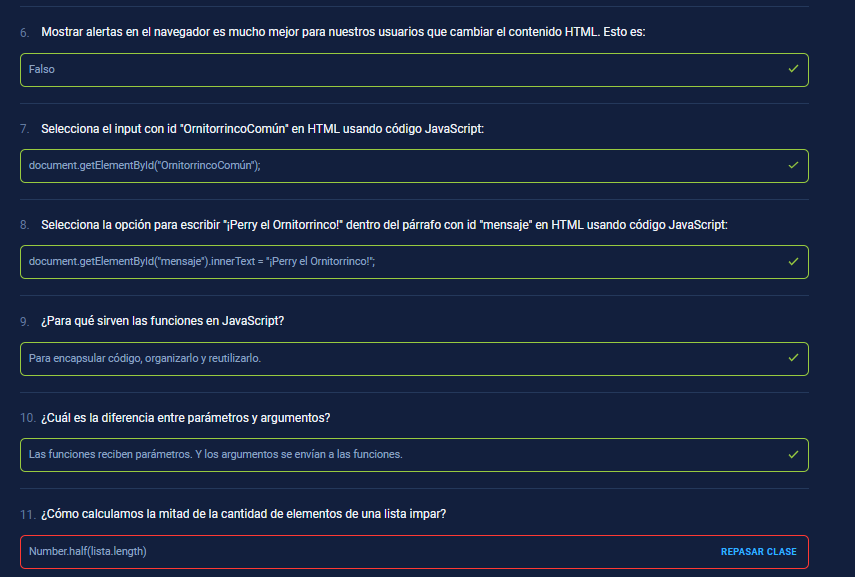 6. Mostrar alertas en el navegador es mucho mejor para nuestros usuarios que cambiar el contenido HTML. Esto es:
Falso
7. Selecciona el input con id "OrnitorrincoComún" en HTML usando código JavaScript:
document.getElementById("OrnitorrincoComún");
8. Selecciona la opción para escribir "¡Perry el Ornitorrinco!" dentro del párrafo con id "mensaje" en HTML usando código JavaScript:
document.getElementById("mensaje").innerText = "¡Perry el Ornitorrinco!";
9. ¿Para qué sirven las funciones en JavaScript?
Para encapsular código, organizarlo y reutilizarlo.
10. ¿Cuál es la diferencia entre parámetros y argumentos?
Las funciones reciben parámetros. Y los argumentos se envían a las funciones.
11. ¿Cómo calculamos la mitad de la cantidad de elementos de una lista impar?
Number.half(lista.length) REPASAR CLASE